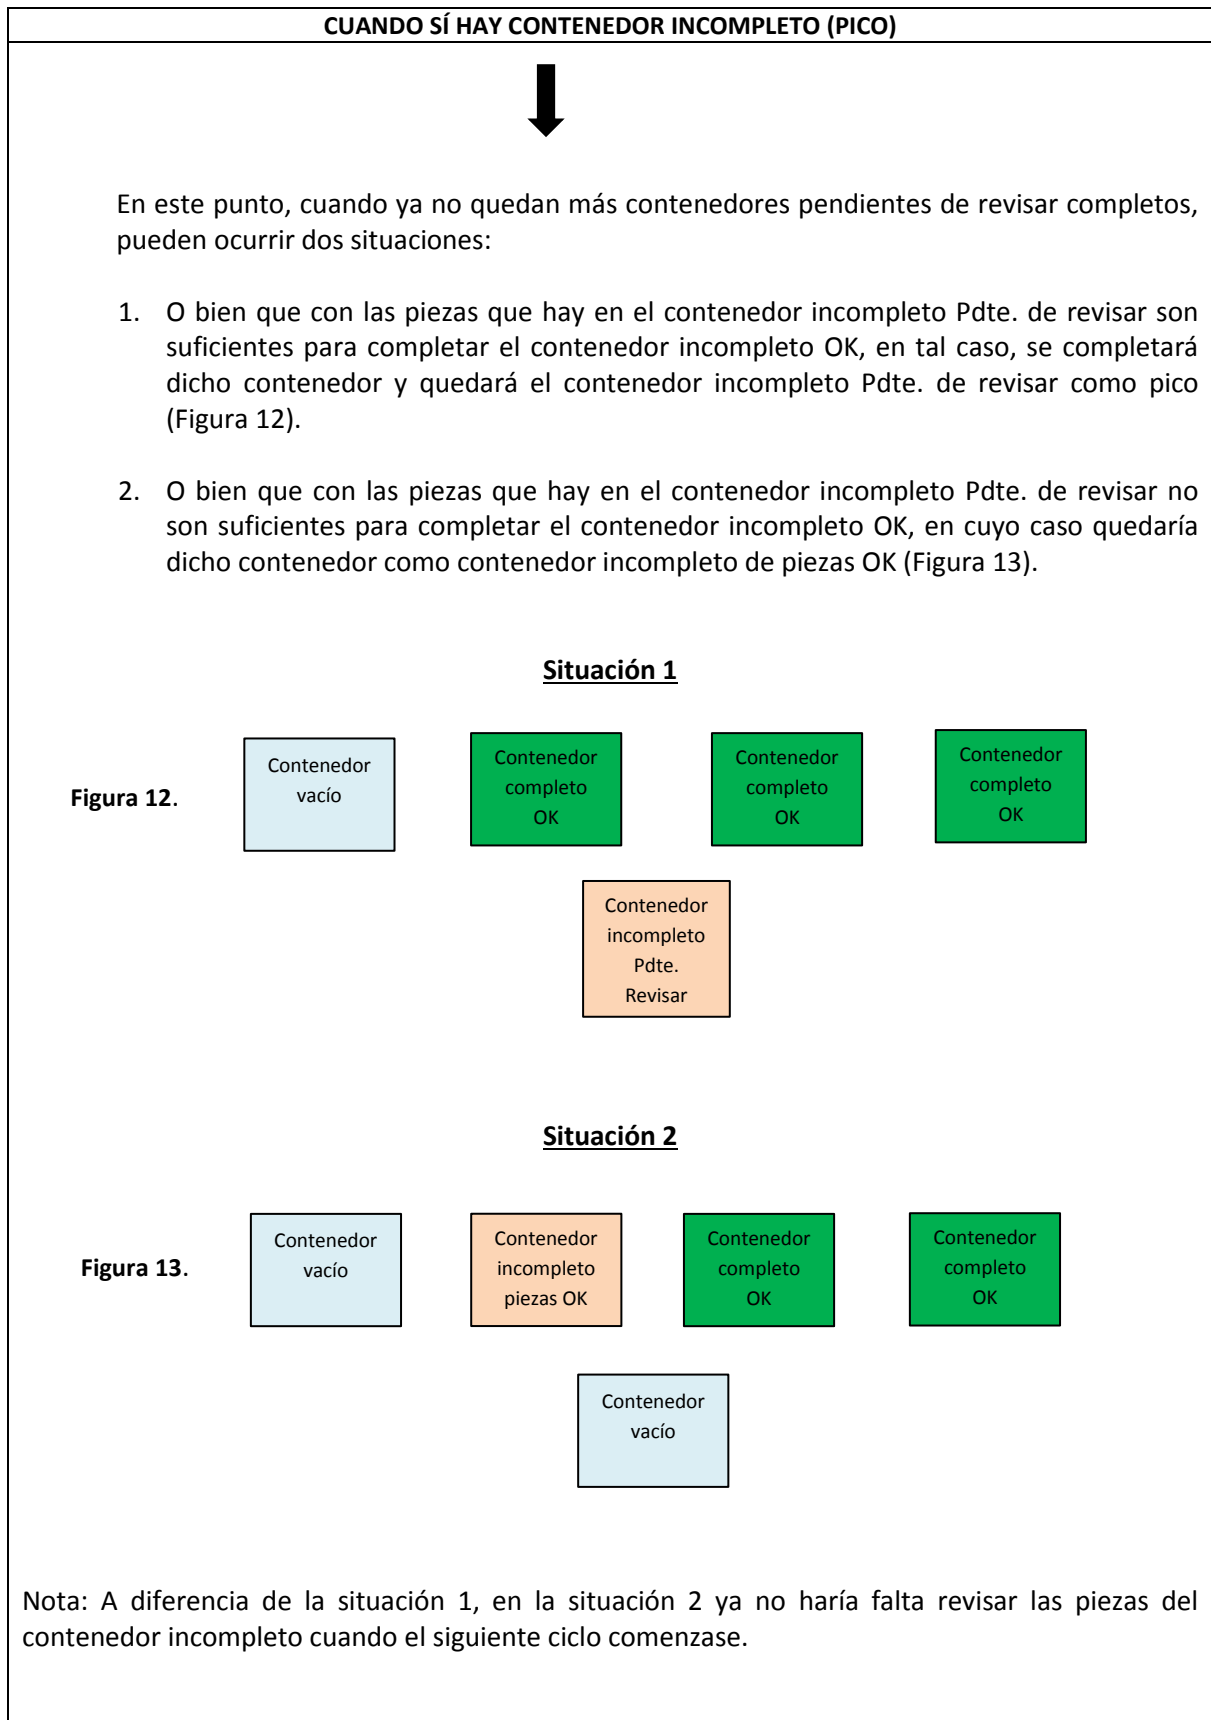 CUANDO SÍ HAY CONTENEDOR INCOMPLETO (PICO)
En este punto, cuando ya no quedan más contenedores pendientes de revisar completos,
pueden ocurrir dos situaciones:
1. O bien que con las piezas que hay en el contenedor incompleto Pdte. de revisar son
suficientes para completar el contenedor incompleto OK, en tal caso, se completará
dicho contenedor y quedará el contenedor incompleto Pdte. de revisar como pico
(Figura 12).
2. O bien que con las piezas que hay en el contenedor incompleto Pdte. de revisar no
son suficientes para completar el contenedor incompleto OK, en cuyo caso quedaría
dicho contenedor como contenedor incompleto de piezas OK (Figura 13).
Situación 1
Figura 12.
Contenedor
vacío
Contenedor
completo
OK
Contenedor
completo
OK
Contenedor
completo
OK
Contenedor
incompleto
Pdte.
Revisar
Situación 2
Figura 13.
Contenedor
vacío
Contenedor
incompleto
piezas OK
Contenedor
completo
OK
Contenedor
completo
OK
Contenedor
vacío
Nota: A diferencia de la situación 1, en la situación 2 ya no haría falta revisar las piezas del
contenedor incompleto cuando el siguiente ciclo comenzase.